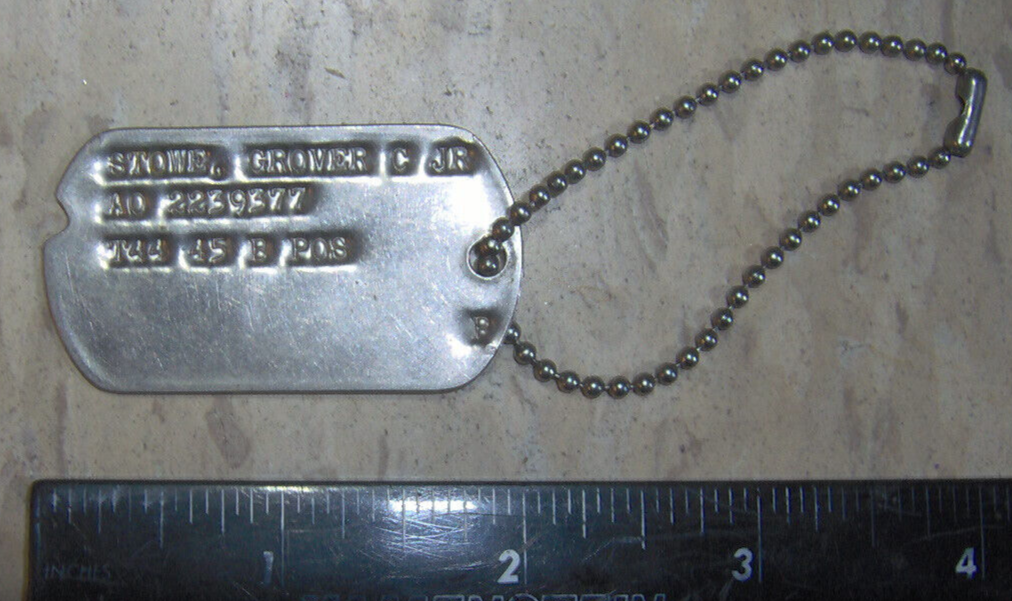 STOWE, GROVER C JR
AO 2239377
T44 45 B POS
INCHES
1
2
3
4